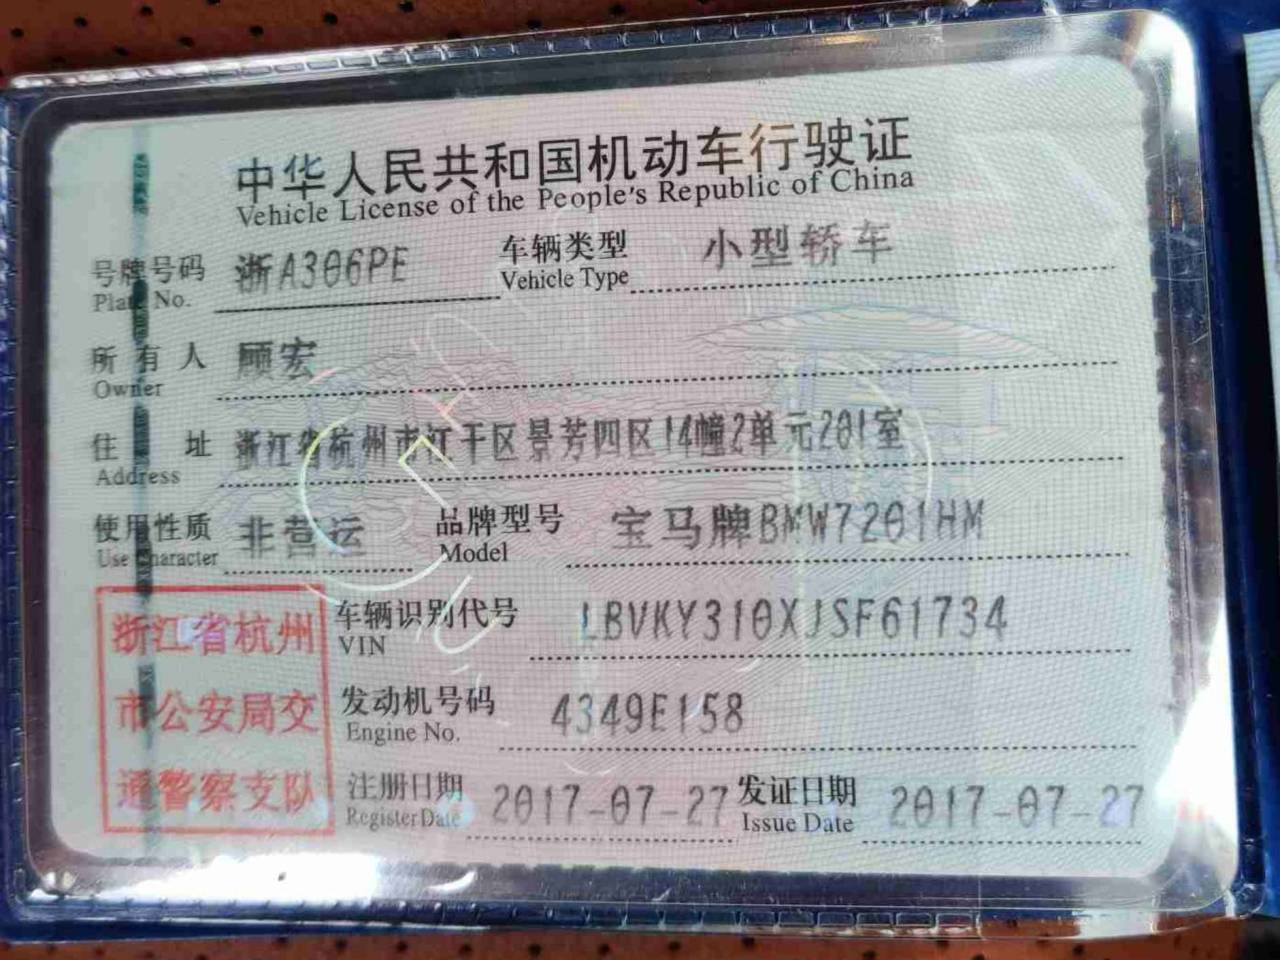 中华人民共和国机动车行驶证
Vehicle License of the People's Republic of China
号牌号码 浙A306PE 车辆类型 小型轿车
Plate No. Vehicle Type
所有人 顾宏
Owner
住址 浙江省杭州市江干区景芳四区14幢2单元201室
Address
使用性质 非营运 品牌型号 宝马牌BMW7201HM
Use Character Model
浙江省杭州
市公安局交
通警察支队
车辆识别代号 LBVKY310XJSF61734
VIN
发动机号码 4349E158
Engine No.
注册日期 2017-07-27 发证日期 2017-07-27
Register Date Issue Date